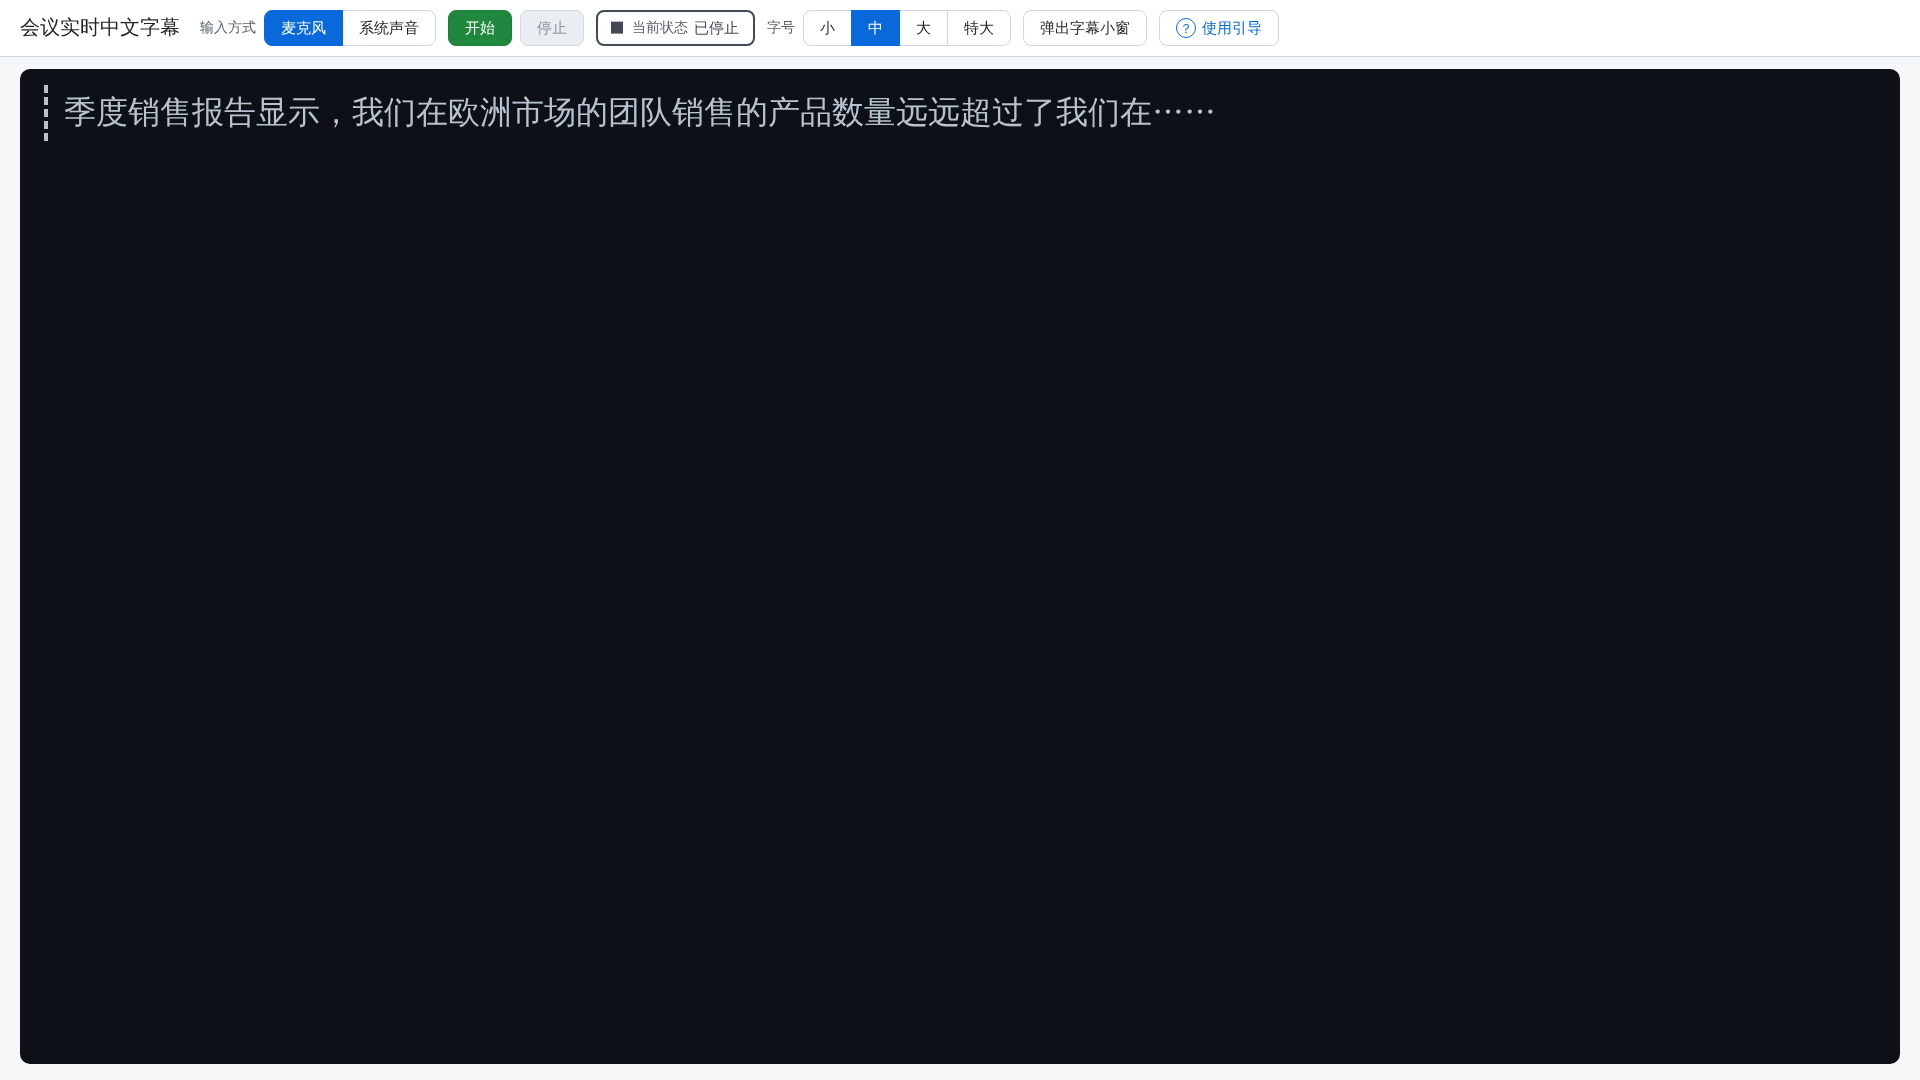 会议实时中文字幕 输入方式 麦克风 系统声音 开始 停止 当前状态 已停止 字号 小 中 大 特大 弹出字幕小窗 ? 使用引导
季度销售报告显示，我们在欧洲市场的团队销售的产品数量远远超过了我们在……